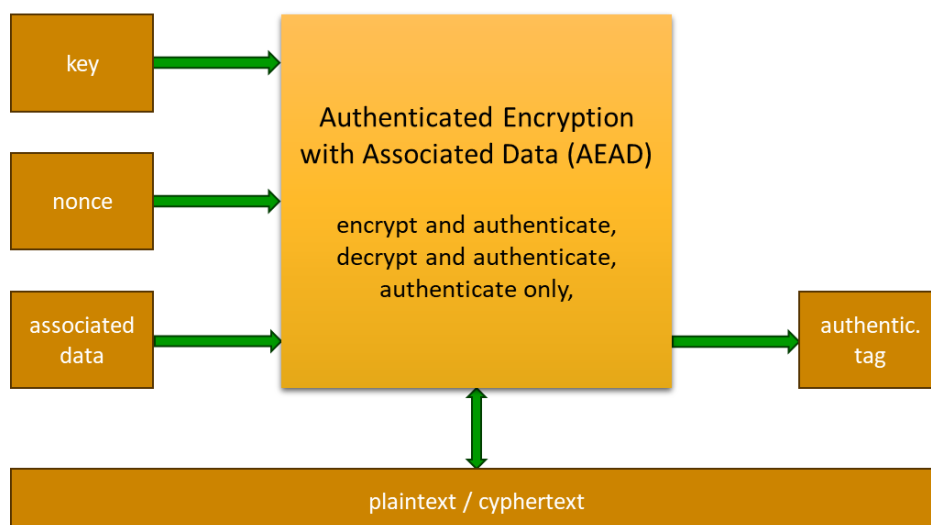 key
Authenticated Encryption
with Associated Data (AEAD)
nonce
encrypt and authenticate,
decrypt and authenticate,
authenticate only,
associated
data
authentic.
tag
plaintext / cyphertext